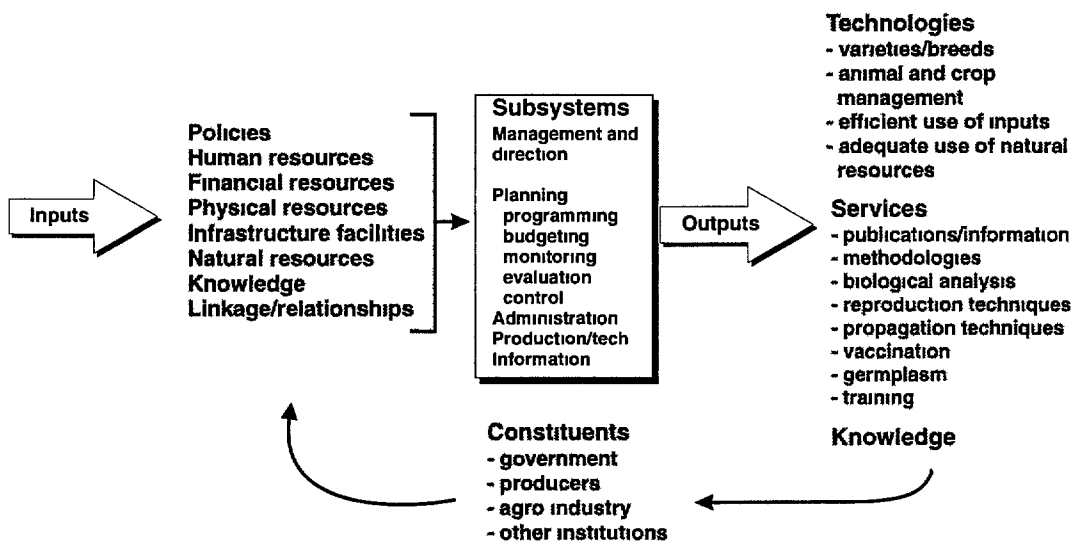 Inputs
Policies
Human resources
Financial resources
Physical resources
Infrastructure facilities
Natural resources
Knowledge
Linkage/relationships
Subsystems
Management and
direction
Planning
programming
budgeting
monitoring
evaluation
control
Administration
Production/tech
Information
Outputs
Technologies
- varieties/breeds
- animal and crop
management
- efficient use of inputs
- adequate use of natural
resources
Services
- publications/information
- methodologies
- biological analysis
- reproduction techniques
- propagation techniques
- vaccination
- germplasm
- training
Knowledge
Constituents
- government
- producers
- agro industry
- other institutions